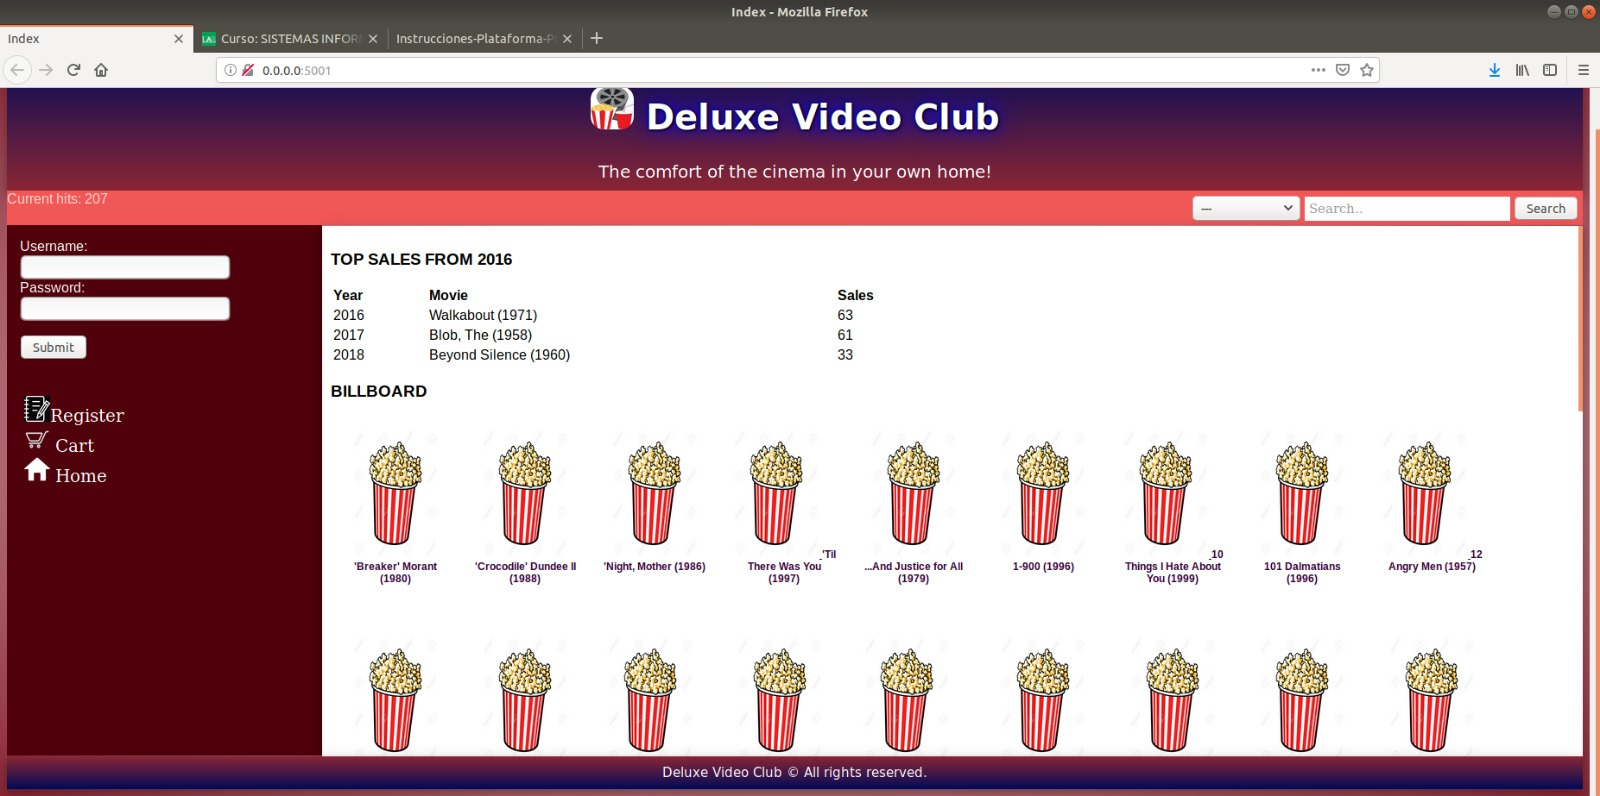 Index - Mozilla Firefox
Index
Curso: SISTEMAS INFOR
Instrucciones-Plataforma-P
0.0.0.0:5001
Deluxe Video Club
The comfort of the cinema in your own home!
Current hits: 207
---
Search..
Search
Username:
Password:
Submit
Register
Cart
Home
TOP SALES FROM 2016
Year Movie Sales
2016 Walkabout (1971) 63
2017 Blob, The (1958) 61
2018 Beyond Silence (1960) 33
BILLBOARD
'Breaker' Morant
(1980)
'Crocodile' Dundee II
(1988)
'Night, Mother (1986)
'Til
There Was You
(1997)
...And Justice for All
(1979)
1-900 (1996)
10
Things I Hate About
You (1999)
101 Dalmatians
(1996)
12
Angry Men (1957)
Deluxe Video Club © All rights reserved.